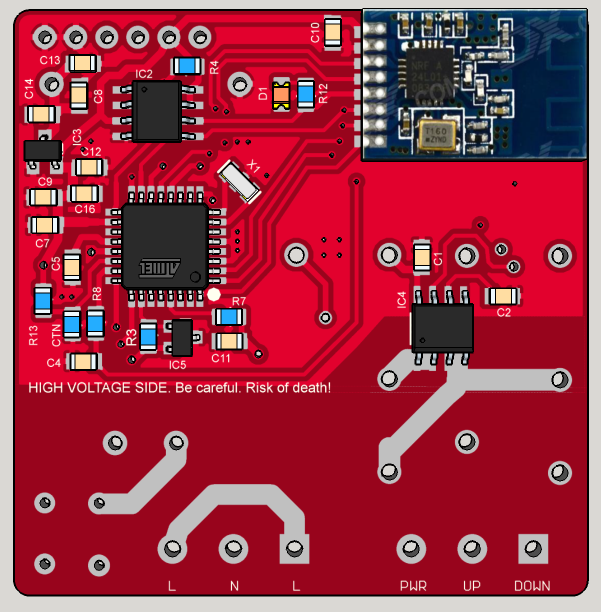 C10
C13
IC2
R4
C14
C8
D1
R12
NRF
24L01
T160
IC3
C12
X1
C9
C16
C7
C5
ATMEL
C1
IC4
C2
R13
CTN
R8
R3
R7
C11
IC5
C4
HIGH VOLTAGE SIDE. Be careful. Risk of death!
L N L PWR UP DOWN